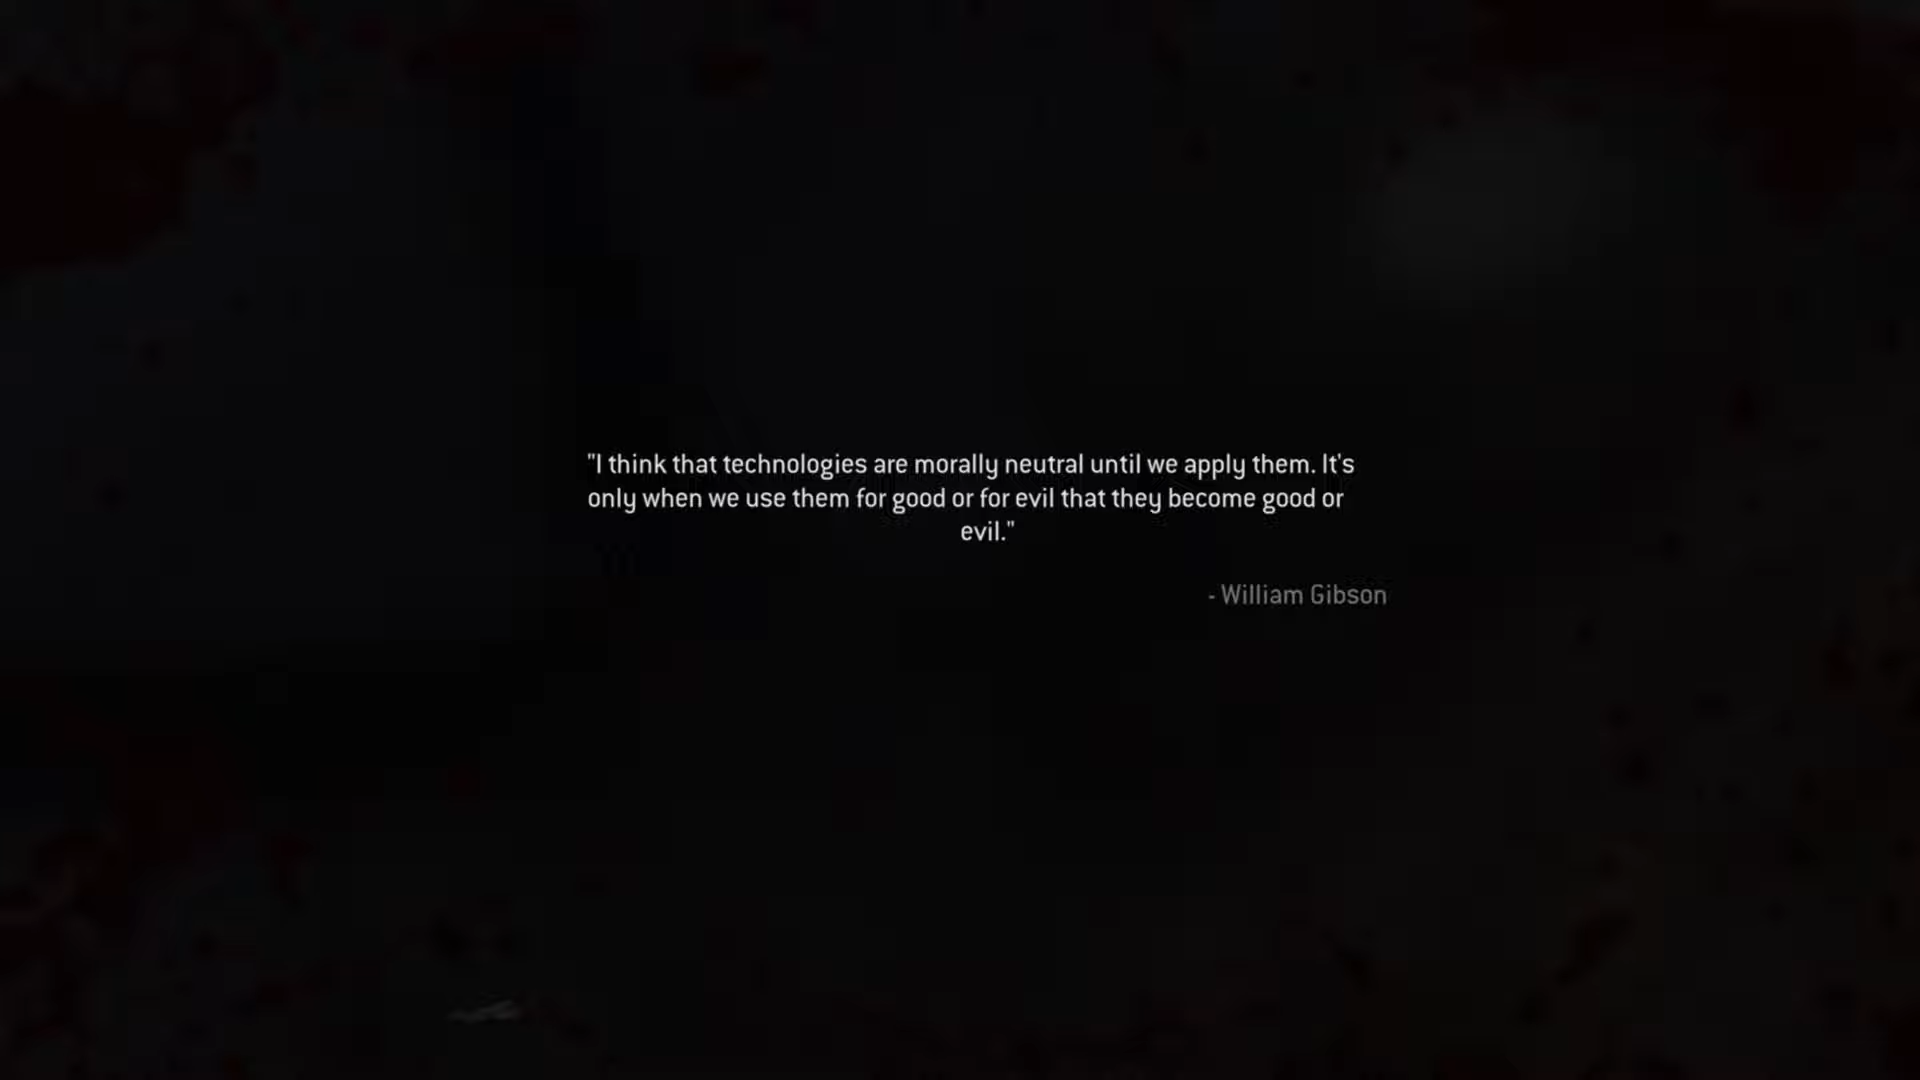 "I think that technologies are morally neutral until we apply them. It's
only when we use them for good or for evil that they become good or
evil."
- William Gibson